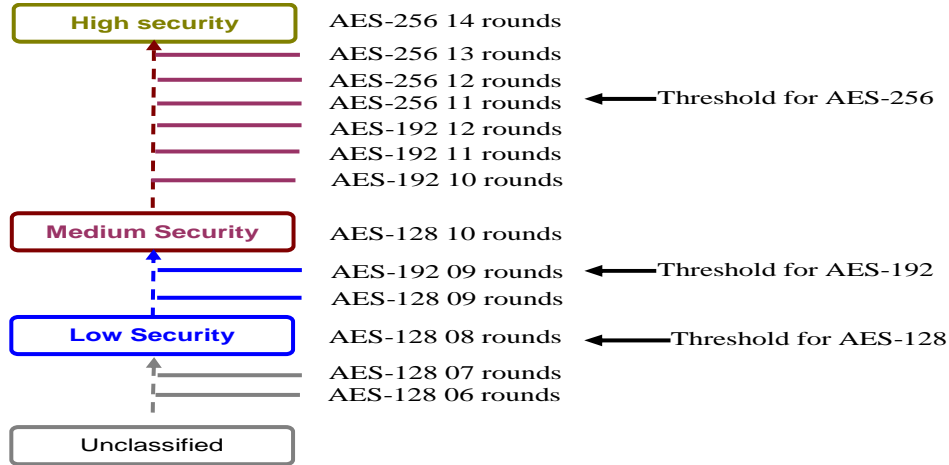 High security AES-256 14 rounds
AES-256 13 rounds
AES-256 12 rounds
AES-256 11 rounds Threshold for AES-256
AES-192 12 rounds
AES-192 11 rounds
AES-192 10 rounds
Medium Security AES-128 10 rounds
AES-192 09 rounds Threshold for AES-192
AES-128 09 rounds
Low Security AES-128 08 rounds Threshold for AES-128
AES-128 07 rounds
AES-128 06 rounds
Unclassified